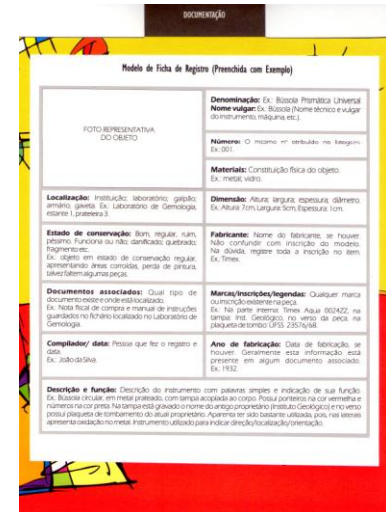 DOCUMENTAÇÃO
Modelo de Ficha de Registro (Preenchida com Exemplo)
FOTO REPRESENTATIVA
DO OBJETO
Denominação: Ex.: Bússola Prismática Universal
Nome vulgar: Ex.: Bússola (Nome técnico e vulgar
do instrumento, máquina, etc.).
Número: O mesmo nº atribuído na listagem.
Ex.: 001.
Materiais: Constituição física do objeto.
Ex.: metal; vidro.
Localização: Instituição; laboratório; galpão;
armário; gaveta. Ex.: Laboratório de Gemologia,
estante 1, prateleira 3.
Dimensão: Altura; largura; espessura; diâmetro.
Ex.: Altura: 7cm, Largura: 5cm, Espessura: 1cm.
Estado de conservação: Bom, regular, ruim,
péssimo. Funciona ou não; danificado; quebrado;
fragmento etc.
Ex.: objeto em estado de conservação regular,
apresentando áreas corroídas, perda de pintura,
talvez faltem algumas peças.
Fabricante: Nome do fabricante, se houver.
Não confundir com inscrição do modelo.
Na dúvida, registre toda a inscrição no item.
Ex.: Timex.
Documentos associados: Qual tipo de
documento existe e onde está localizado.
Ex.: Nota fiscal de compra e manual de instruções
guardados no fichário localizado no Laboratório de
Gemologia.
Marcas/inscrições/legendas: Qualquer marca
ou inscrição existente na peça.
Ex.: Na parte interna: Timex Aqua 002422, na
tampa: Inst. Geológico, no verso da peça, na
plaqueta de tombo: UFSS 23576/68.
Compilador/ data: Pessoa que fez o registro e
data.
Ex.: João da Silva.
Ano de fabricação: Data de fabricação, se
houver. Geralmente esta informação está
presente em algum documento associado.
Ex.: 1932.
Descrição e função: Descrição do instrumento com palavras simples e indicação de sua função.
Ex.: Bússola circular, em metal prateado, com tampa acoplada ao corpo. Possui ponteiros na cor vermelha e
números na cor preta. Na tampa está gravado o nome do antigo proprietário (Instituto Geológico) e no verso
possui plaqueta de tombamento do atual proprietário. Aparenta ter sido bastante utilizada, pois, nas laterais
apresenta oxidação no metal. Instrumento utilizado para indicar direção/localização/orientação.